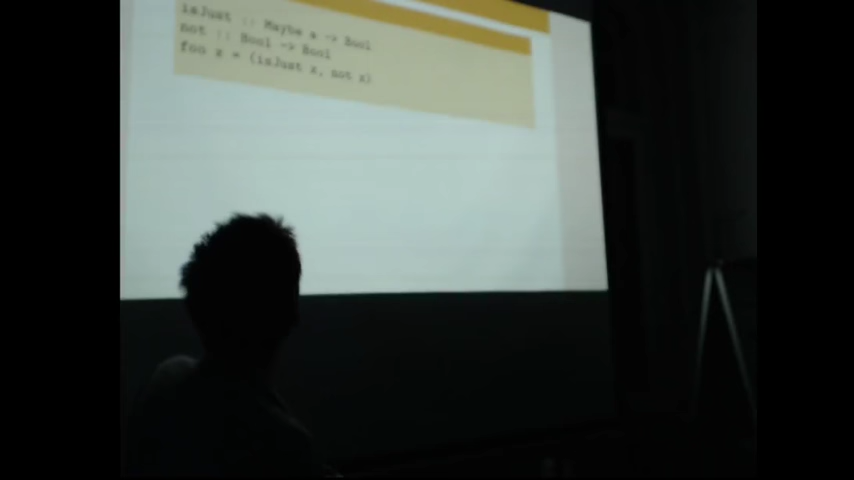 isJust :: Maybe a -> Bool
not :: Bool -> Bool
foo z = (isJust z, not z)